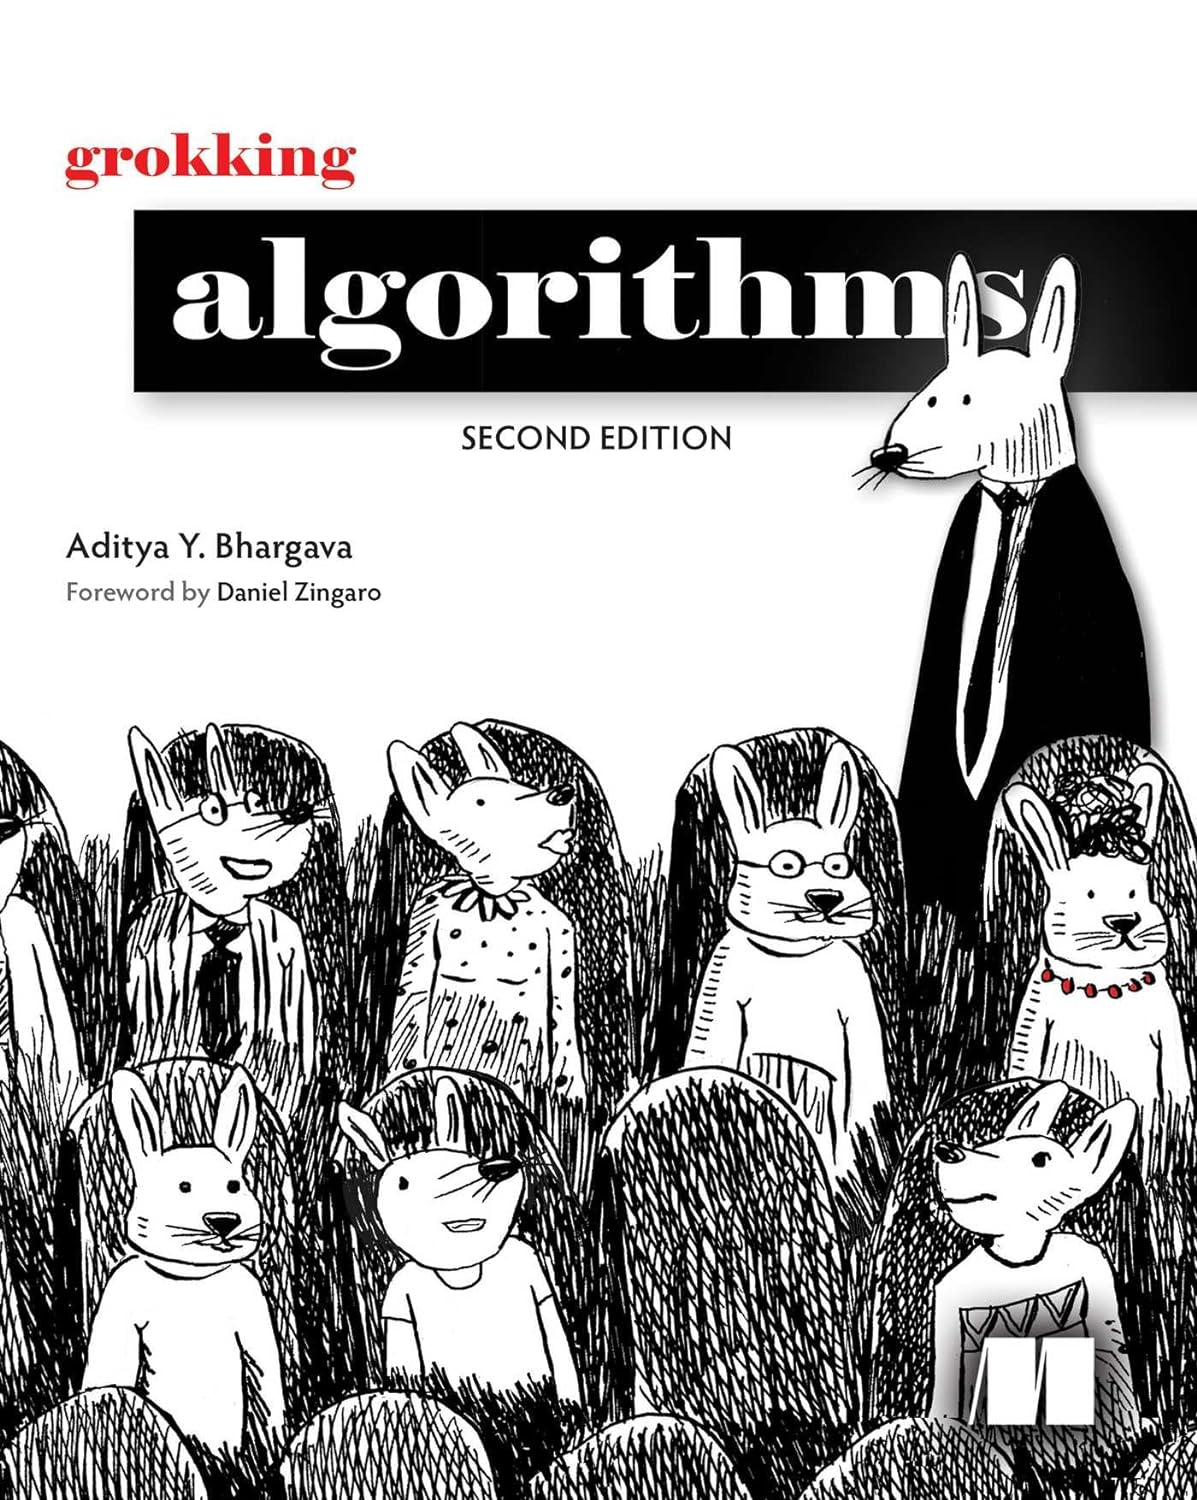 grokking
algorithms
SECOND EDITION
Aditya Y. Bhargava
Foreword by Daniel Zingaro